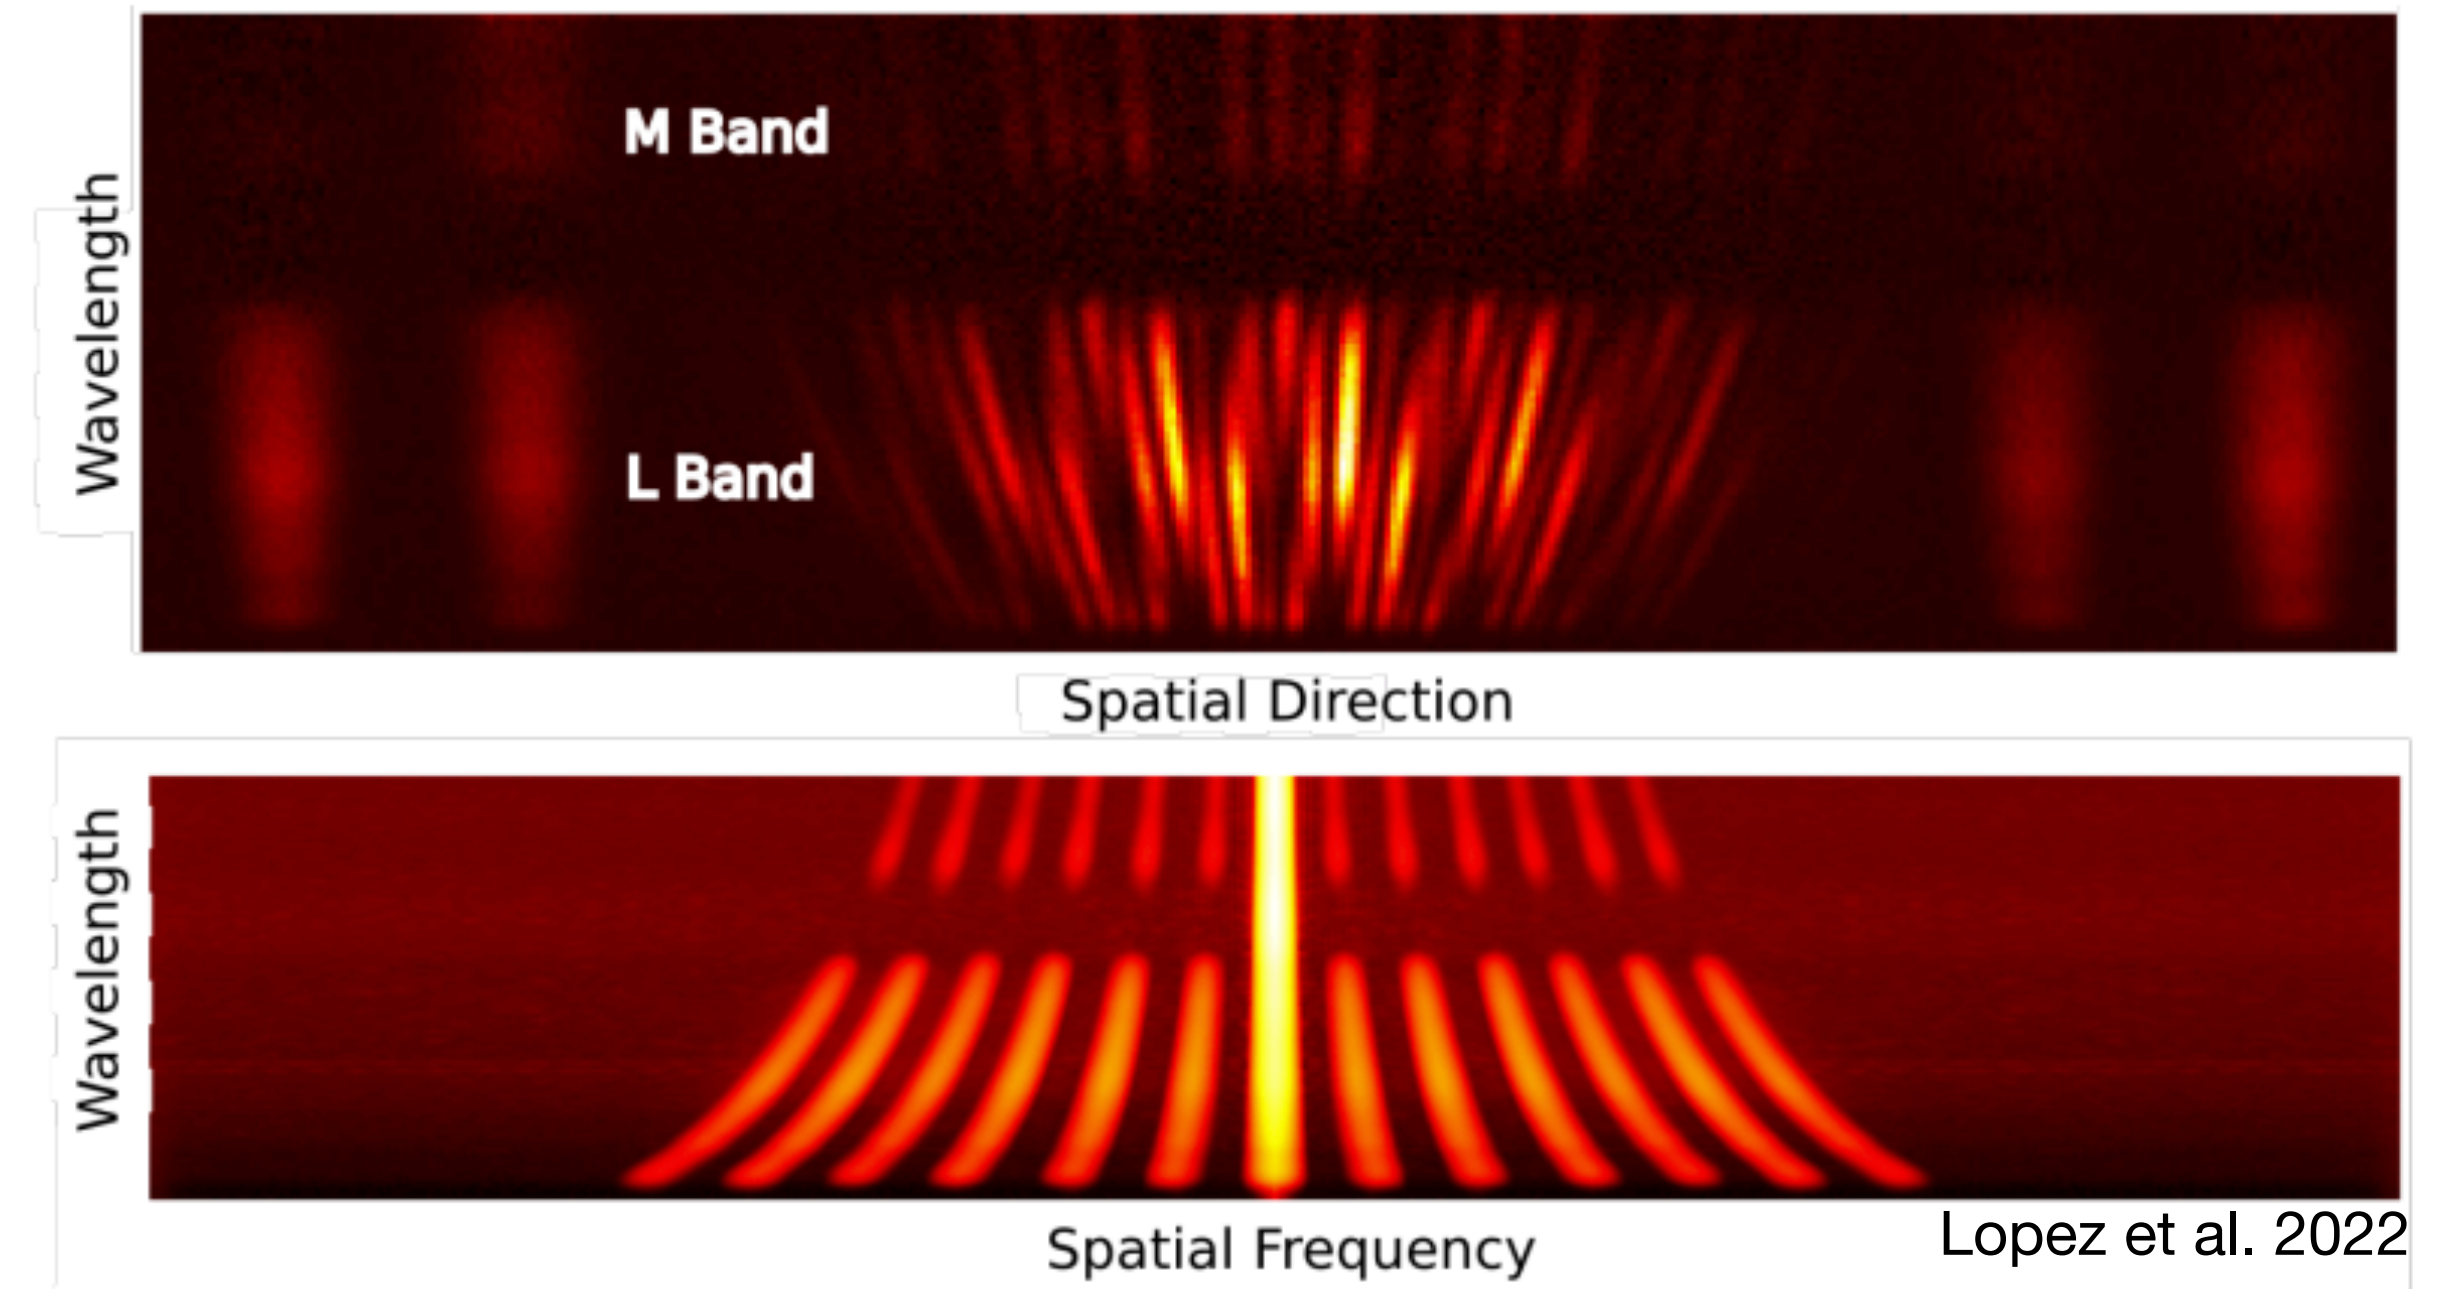 M Band
Wavelength
L Band
Spatial Direction
Wavelength
Spatial Frequency
Lopez et al. 2022